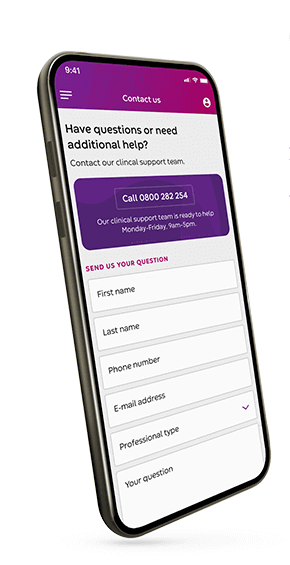 9:41
Contact us
Have questions or need
additional help?
Contact our clincal support team.
Call 0800 282 254
Our clinical support team is ready to help
Monday-Friday, 9am-5pm.
SEND US YOUR QUESTION
First name
Last name
Phone number
E-mail address
Professional type
Your question